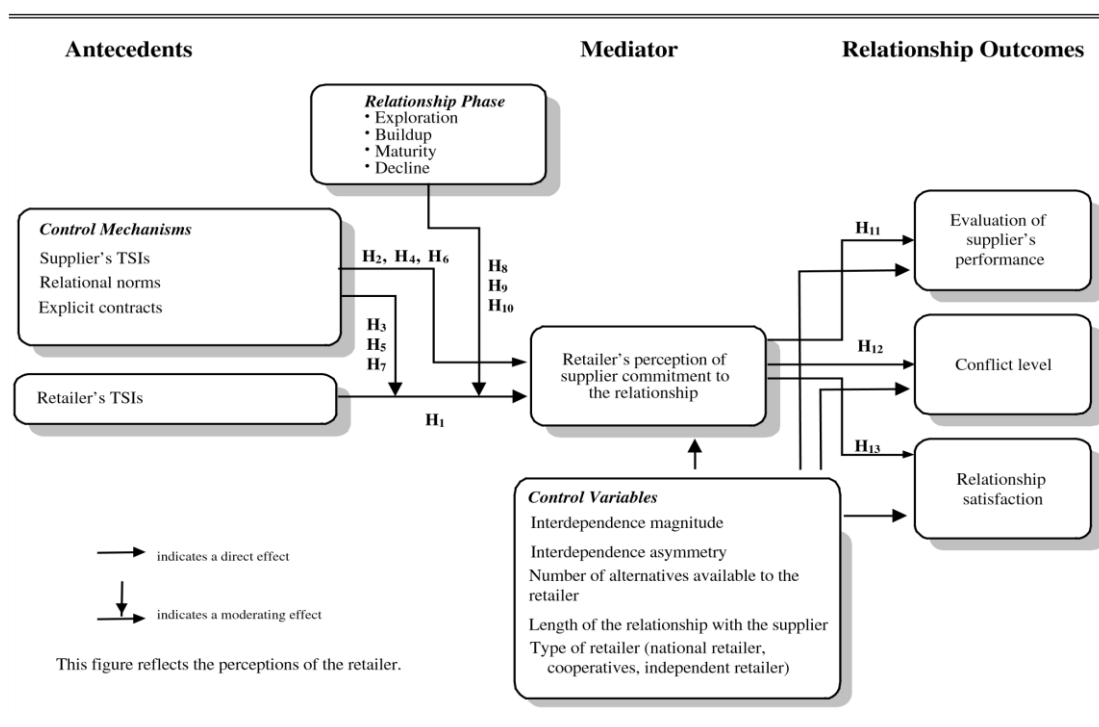 Antecedents
Mediator
Relationship Outcomes
Relationship Phase
• Exploration
• Buildup
• Maturity
• Decline
Control Mechanisms
Supplier's TSIs
Relational norms
Explicit contracts
H2, H4, H6
H3
H5
H7
H8
H9
H10
Retailer's TSIs
H1
Retailer's perception of
supplier commitment to
the relationship
H11
H12
H13
Evaluation of
supplier's
performance
Conflict level
Relationship
satisfaction
Control Variables
Interdependence magnitude
Interdependence asymmetry
Number of alternatives available to the
retailer
Length of the relationship with the supplier
Type of retailer (national retailer,
cooperatives, independent retailer)
indicates a direct effect
indicates a moderating effect
This figure reflects the perceptions of the retailer.